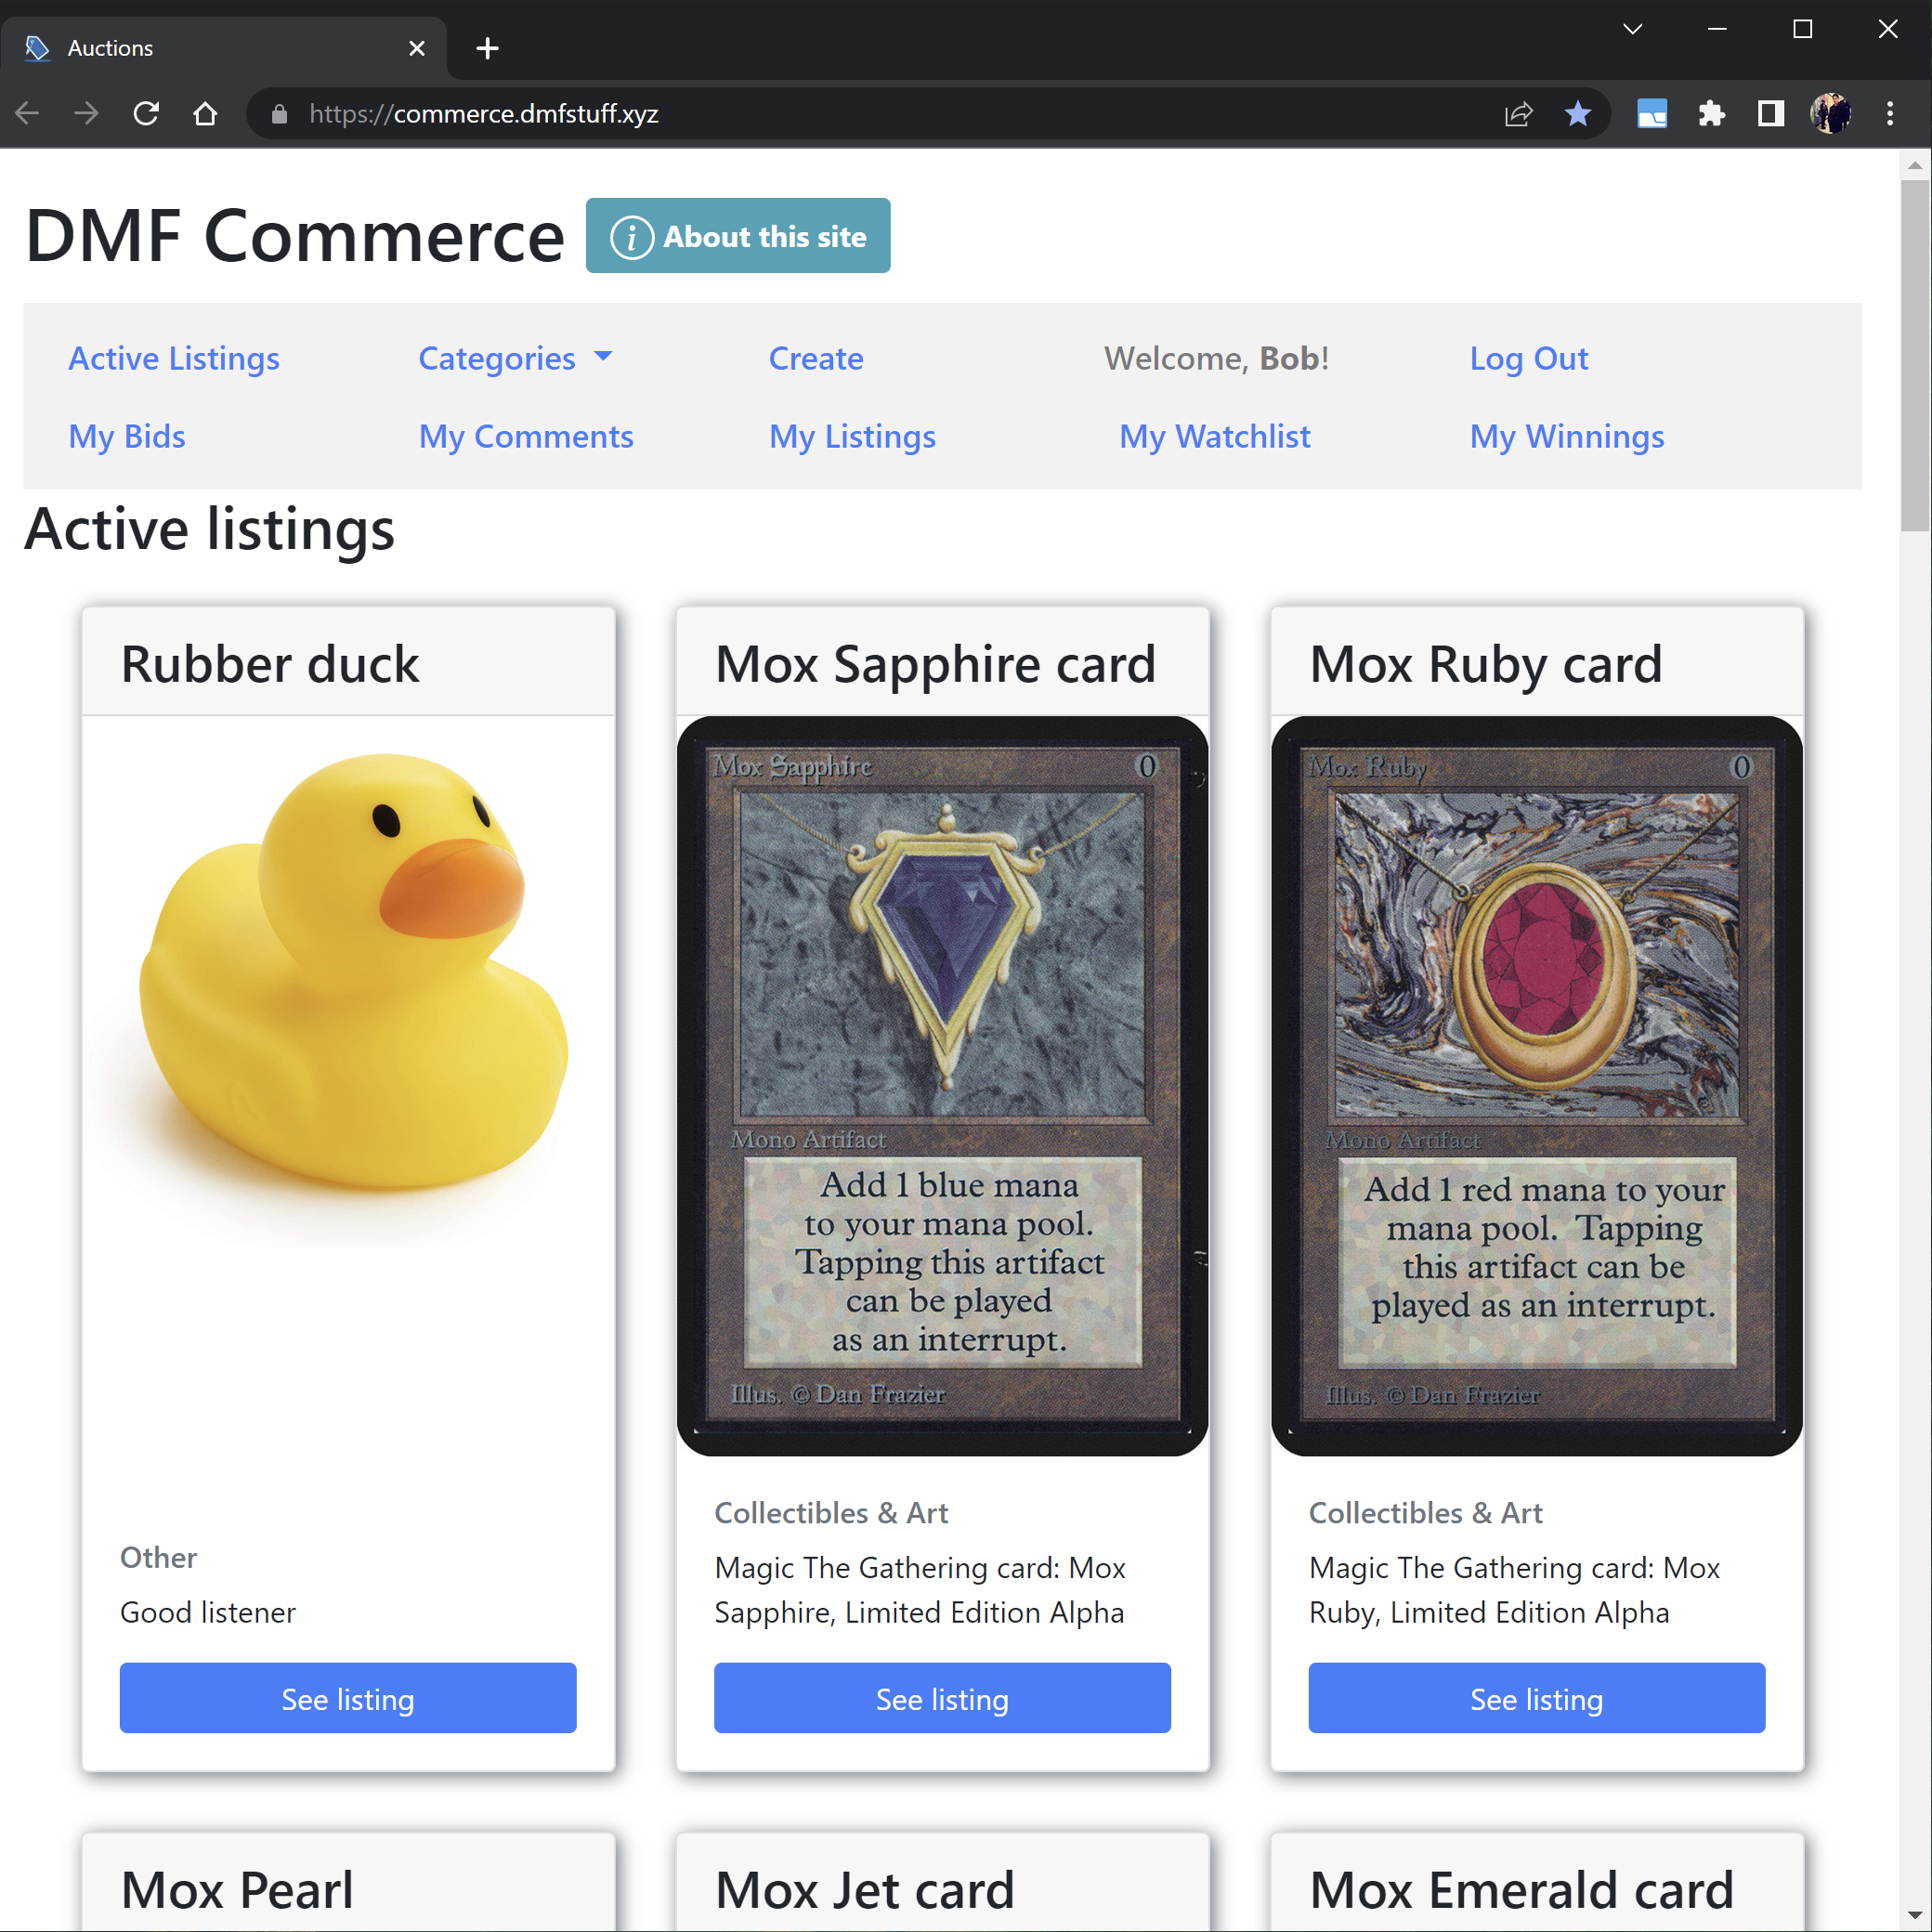 Auctions
https://commerce.dmfstuff.xyz
DMF Commerce
i About this site
Active Listings
Categories
Create
Welcome, Bob!
Log Out
My Bids
My Comments
My Listings
My Watchlist
My Winnings
Active listings
Rubber duck
Other
Good listener
See listing
Mox Sapphire card
Mox Sapphire 0
Mono Artifact
Add 1 blue mana
to your mana pool.
Tapping this artifact
can be played
as an interrupt.
Illus. © Dan Frazier
Collectibles & Art
Magic The Gathering card: Mox
Sapphire, Limited Edition Alpha
See listing
Mox Ruby card
Mox Ruby 0
Mono Artifact
Add 1 red mana to your
mana pool. Tapping
this artifact can be
played as an interrupt.
Illus. © Dan Frazier
Collectibles & Art
Magic The Gathering card: Mox
Ruby, Limited Edition Alpha
See listing
Mox Pearl
Mox Jet card
Mox Emerald card